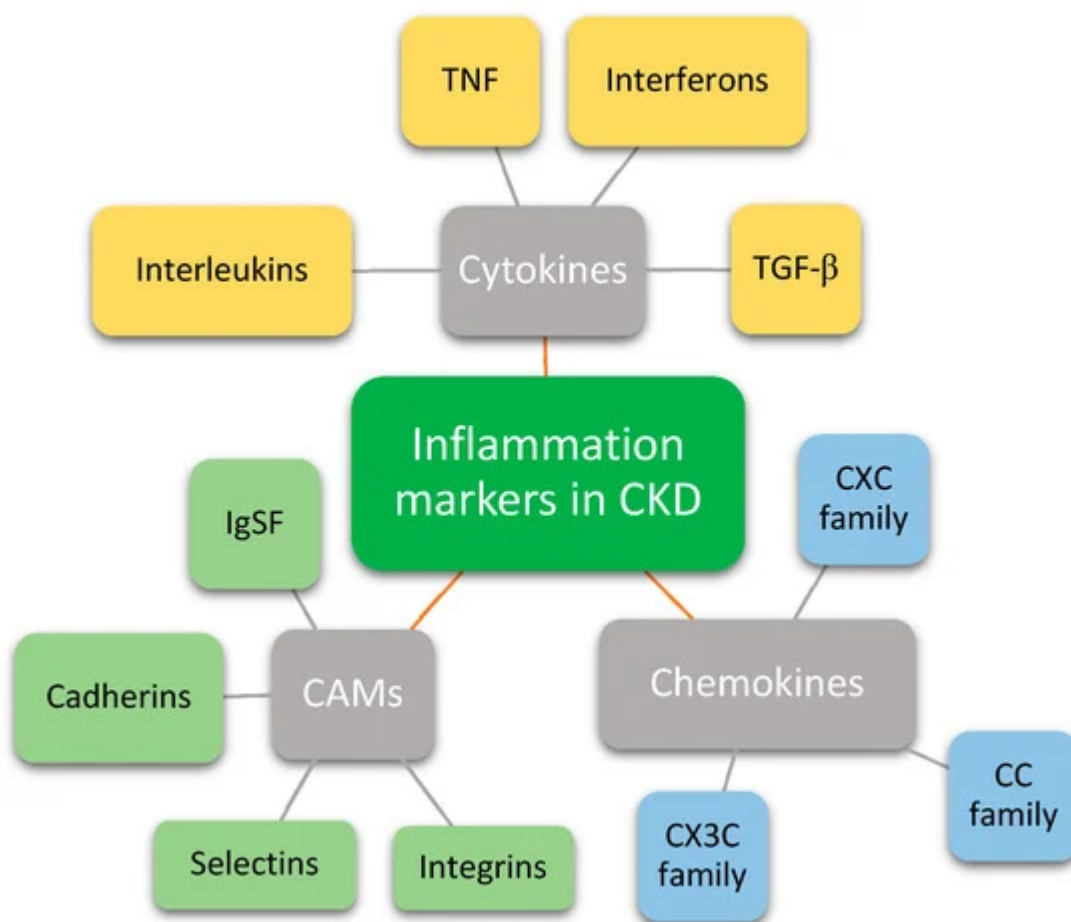 TNF
Interferons
Interleukins
Cytokines
TGF-β
Inflammation
markers in CKD
IgSF
CXC
family
Cadherins
CAMs
Chemokines
Selectins
Integrins
CX3C
family
CC
family